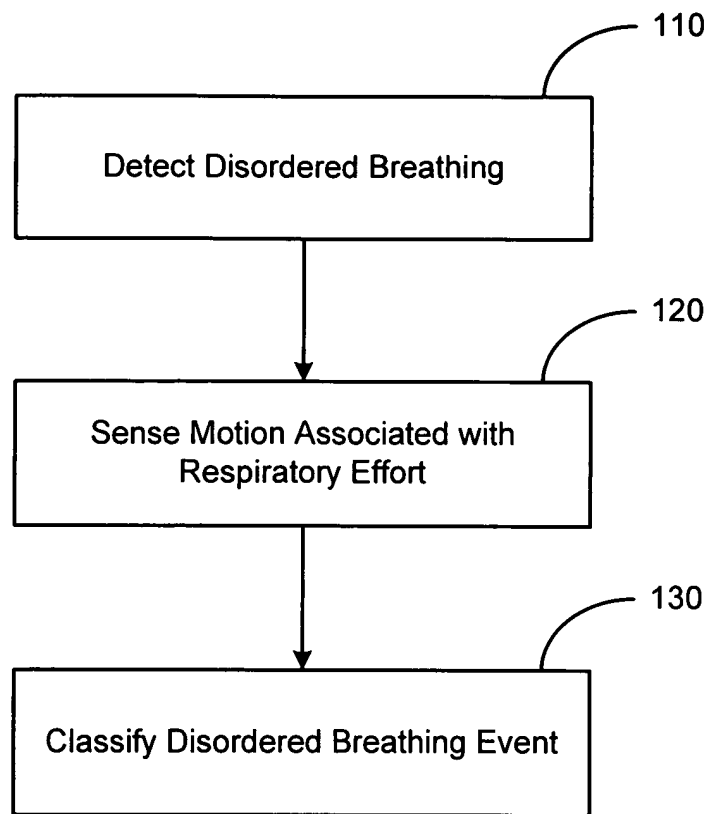 110
Detect Disordered Breathing
120
Sense Motion Associated with
Respiratory Effort
130
Classify Disordered Breathing Event